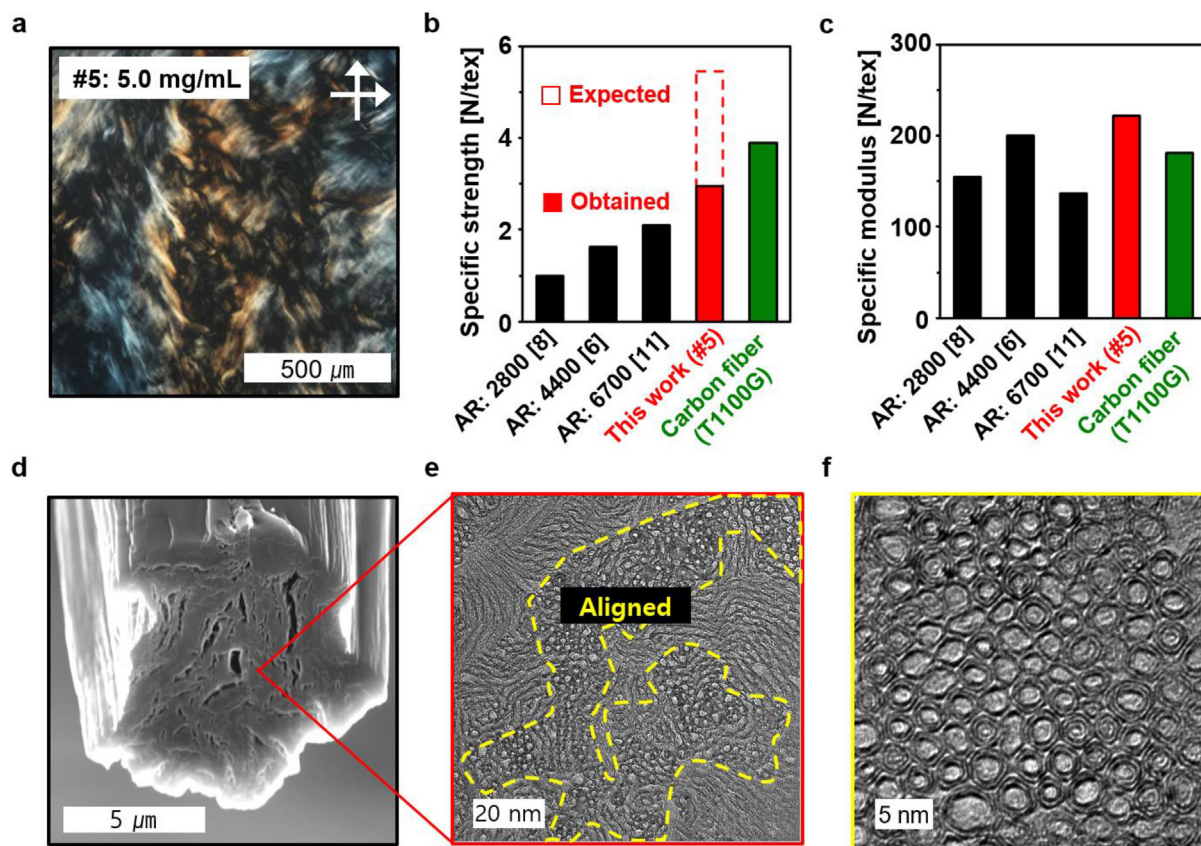 a
#5: 5.0 mg/mL
500 ㎛
b
Specific strength [N/tex]
6
4
2
0
Expected
Obtained
AR: 2800 [8]
AR: 4400 [6]
AR: 6700 [11]
This work (#5)
Carbon fiber
(T1100G)
c
Specific modulus [N/tex]
300
200
100
0
AR: 2800 [8]
AR: 4400 [6]
AR: 6700 [11]
This work (#5)
Carbon fiber
(T1100G)
d
5 ㎛
e
Aligned
20 nm
f
5 nm